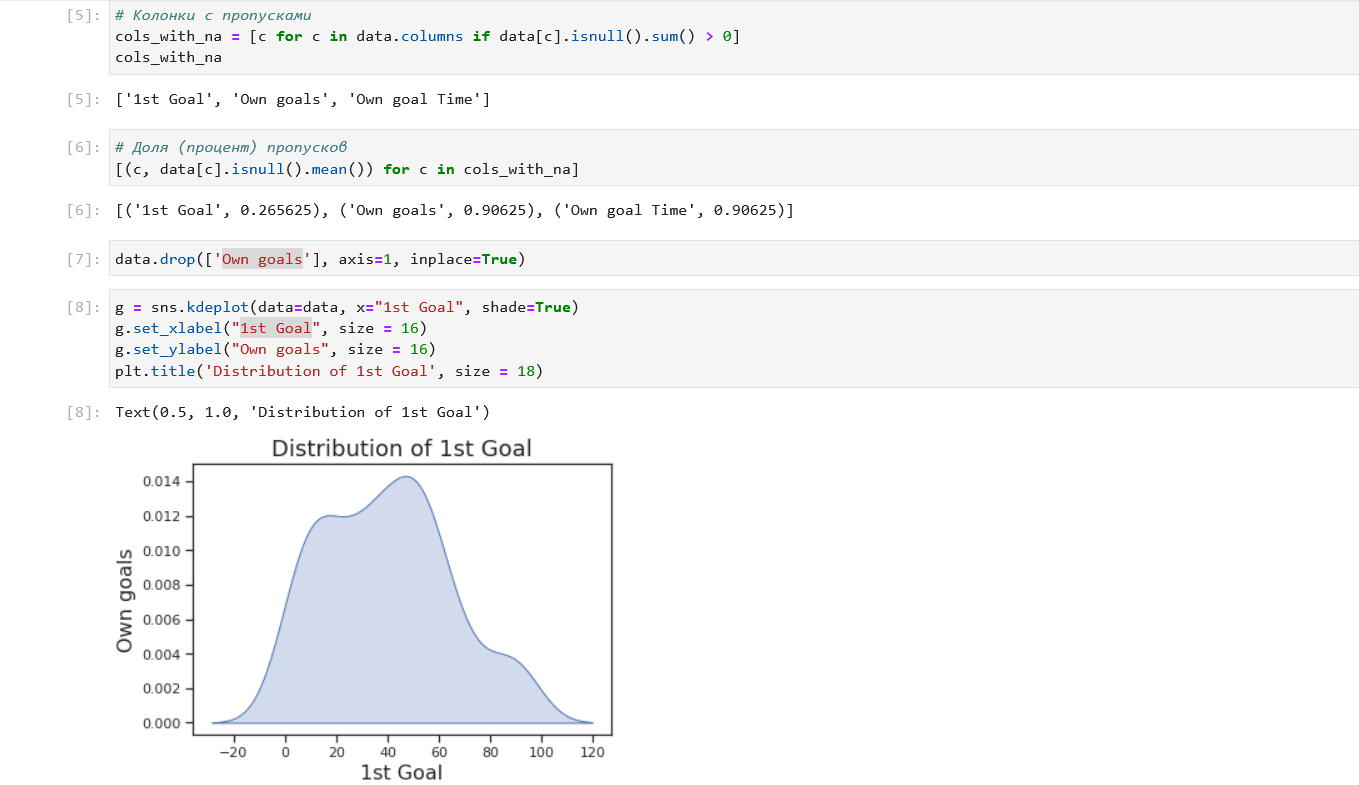 [5]: # Колонки с пропусками
cols_with_na = [c for c in data.columns if data[c].isnull().sum() > 0]
cols_with_na
[5]: ['1st Goal', 'Own goals', 'Own goal Time']
[6]: # Доля (процент) пропусков
[(c, data[c].isnull().mean()) for c in cols_with_na]
[6]: [('1st Goal', 0.265625), ('Own goals', 0.90625), ('Own goal Time', 0.90625)]
[7]: data.drop(['Own goals'], axis=1, inplace=True)
[8]: g = sns.kdeplot(data=data, x="1st Goal", shade=True)
g.set_xlabel("1st Goal", size = 16)
g.set_ylabel("Own goals", size = 16)
plt.title('Distribution of 1st Goal', size = 18)
[8]: Text(0.5, 1.0, 'Distribution of 1st Goal')
Distribution of 1st Goal
Own goals
0.014
0.012
0.010
0.008
0.006
0.004
0.002
0.000
−20 0 20 40 60 80 100 120
1st Goal